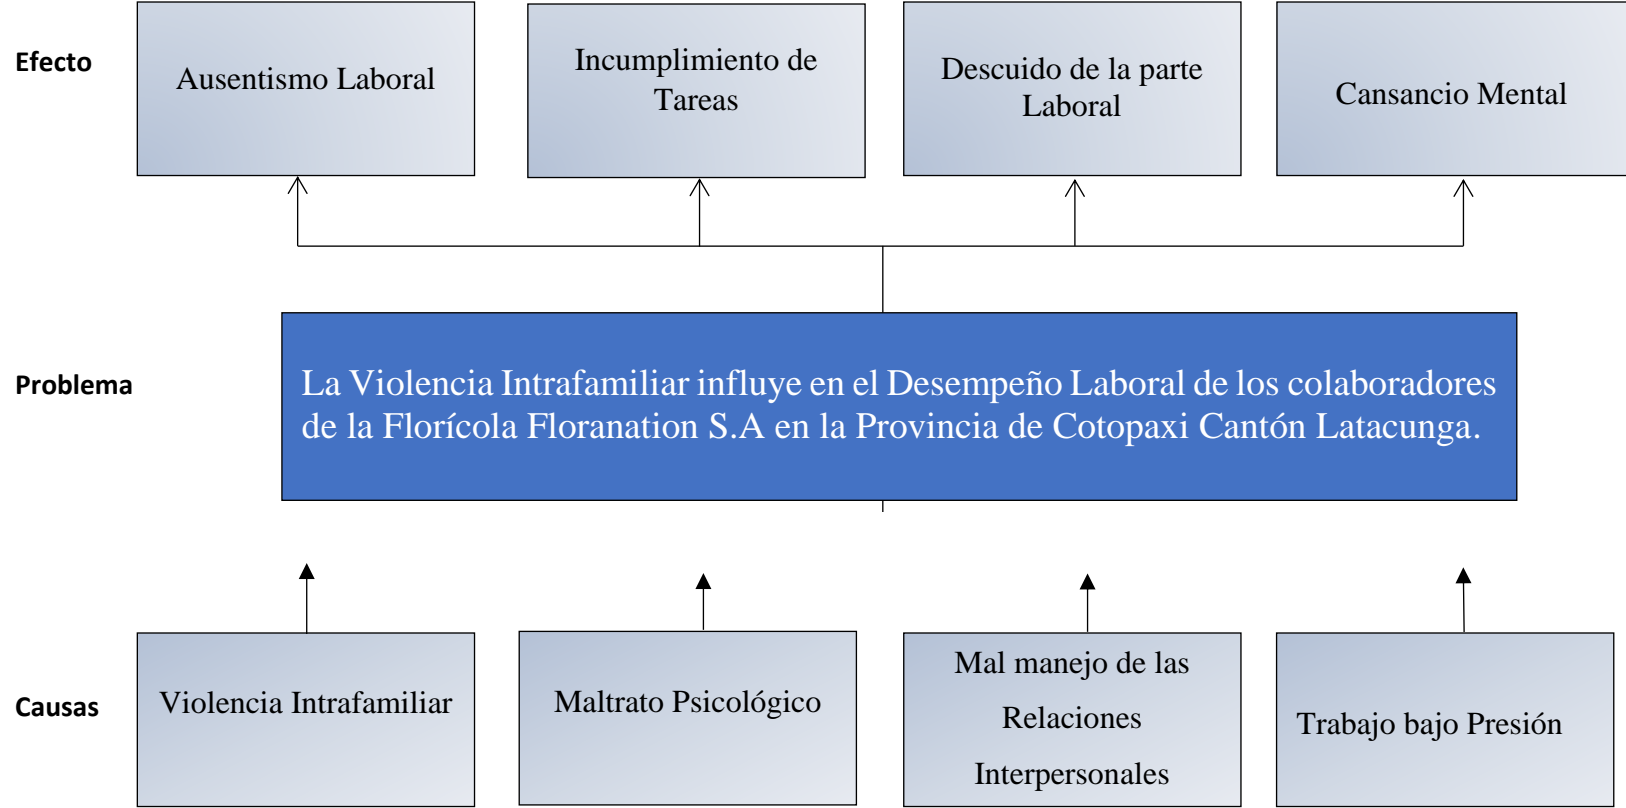 Efecto
Ausentismo Laboral
Incumplimiento de
Tareas
Descuido de la parte
Laboral
Cansancio Mental
Problema
La Violencia Intrafamiliar influye en el Desempeño Laboral de los colaboradores
de la Florícola Floranation S.A en la Provincia de Cotopaxi Cantón Latacunga.
Causas
Violencia Intrafamiliar
Maltrato Psicológico
Mal manejo de las
Relaciones
Interpersonales
Trabajo bajo Presión